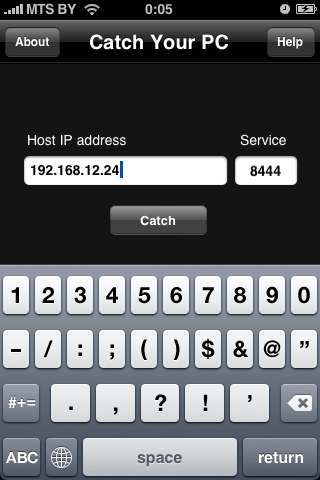 MTS BY 0:05
About Catch Your PC Help
Host IP address Service
192.168.12.24 8444
Catch
1 2 3 4 5 6 7 8 9 0
- / : ; ( ) $ & @ ”
#+= . , ? ! ’
ABC space return